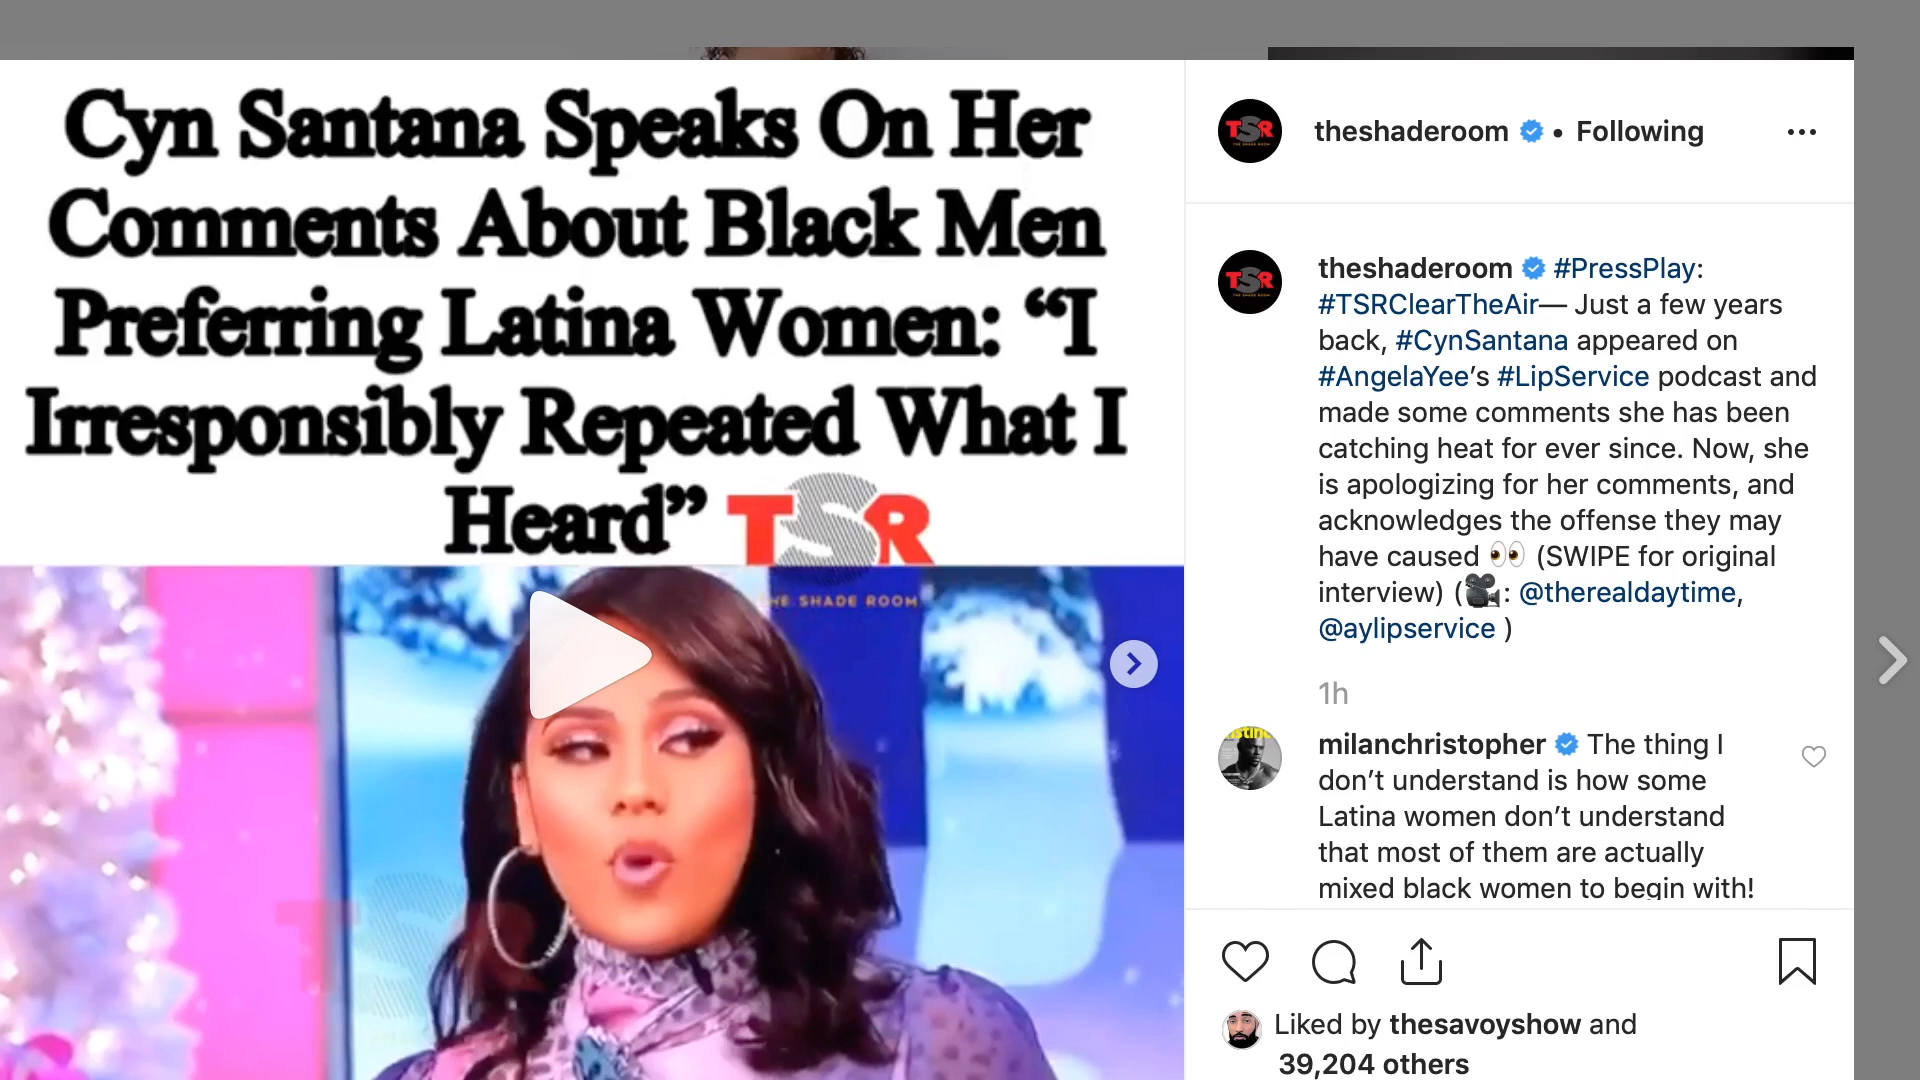 Cyn Santana Speaks On Her
Comments About Black Men
Preferring Latina Women: “I
Irresponsibly Repeated What I
Heard” TSR
THE SHADE ROOM
TSR
theshaderoom • Following
theshaderoom #PressPlay:
#TSRClearTheAir— Just a few years
back, #CynSantana appeared on
#AngelaYee’s #LipService podcast and
made some comments she has been
catching heat for ever since. Now, she
is apologizing for her comments, and
acknowledges the offense they may
have caused 👀 (SWIPE for original
interview) (🎥: @therealdaytime,
@aylipservice )
1h
milanchristopher The thing I
don’t understand is how some
Latina women don’t understand
that most of them are actually
mixed black women to begin with!
Liked by thesavoyshow and
39,204 others